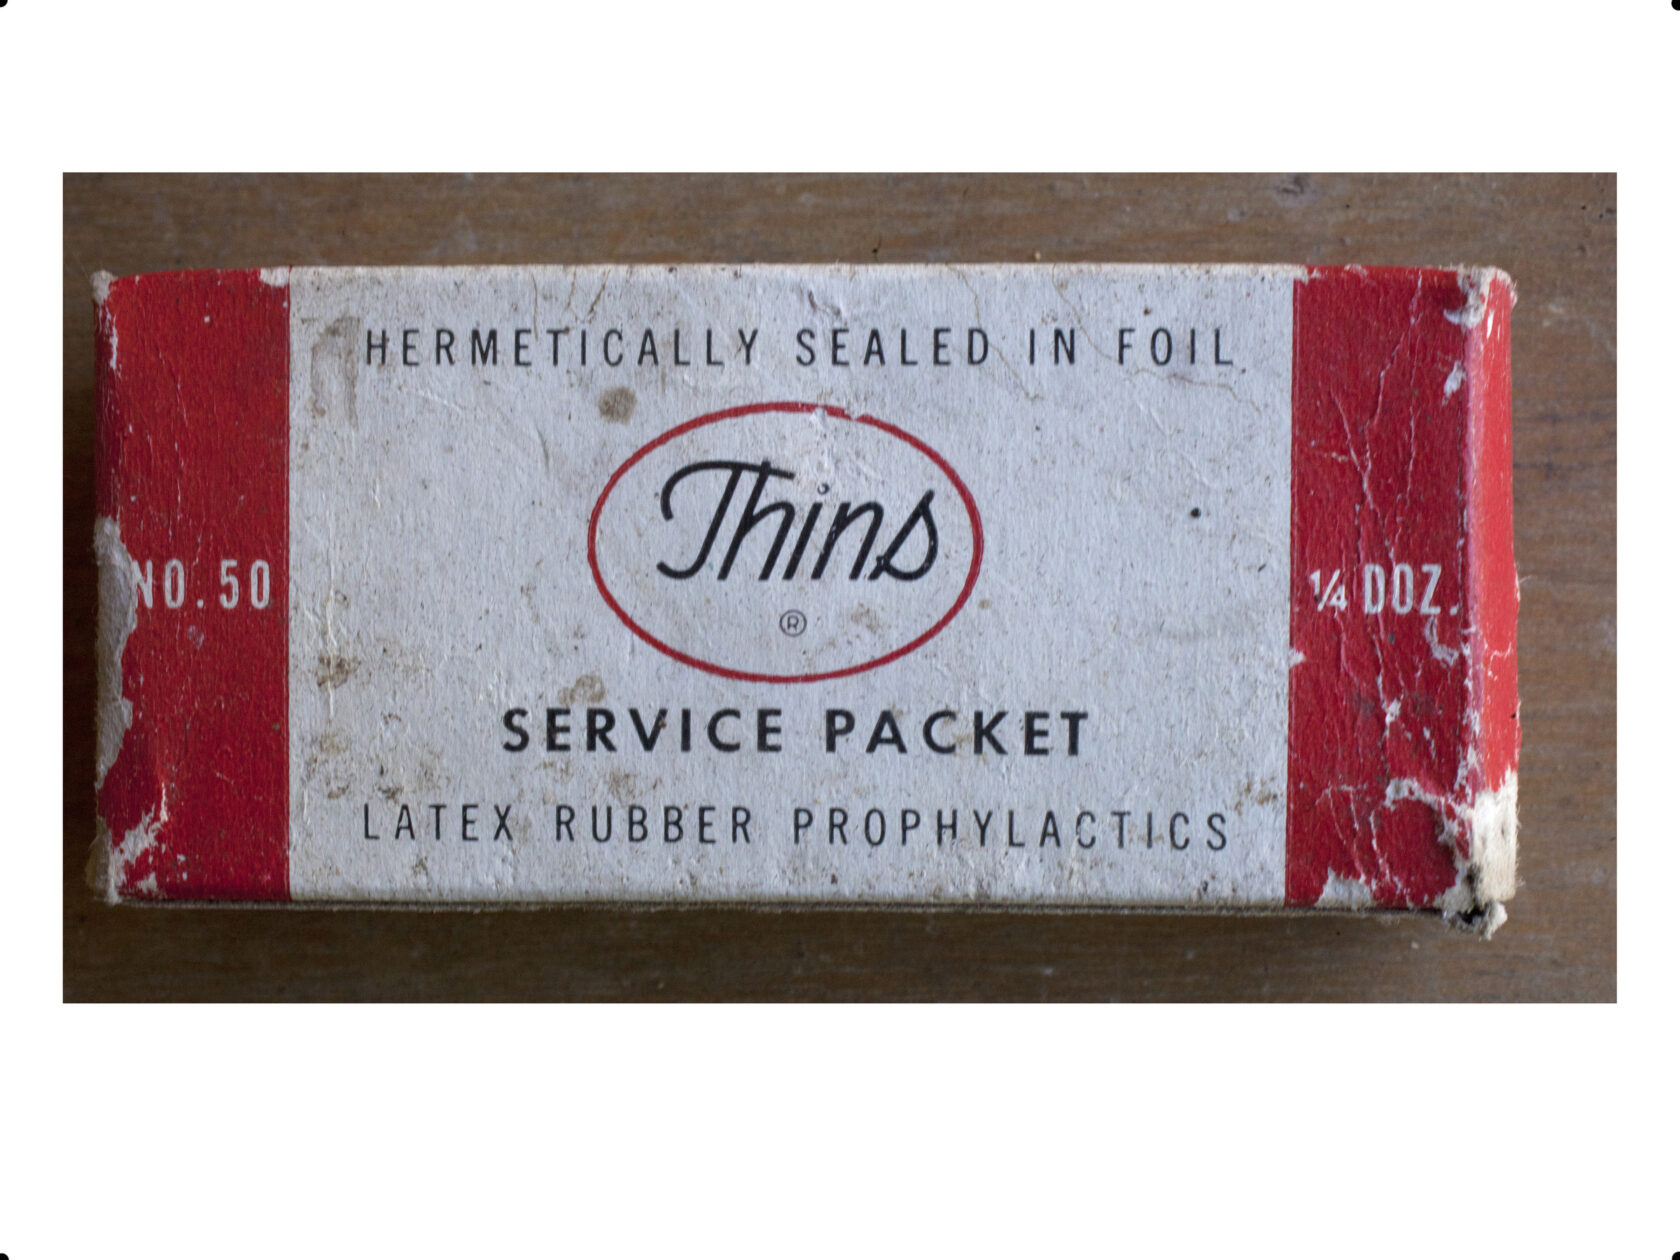 HERMETICALLY SEALED IN FOIL
Thins
®
NO. 50
1/4 DOZ.
SERVICE PACKET
LATEX RUBBER PROPHYLACTICS